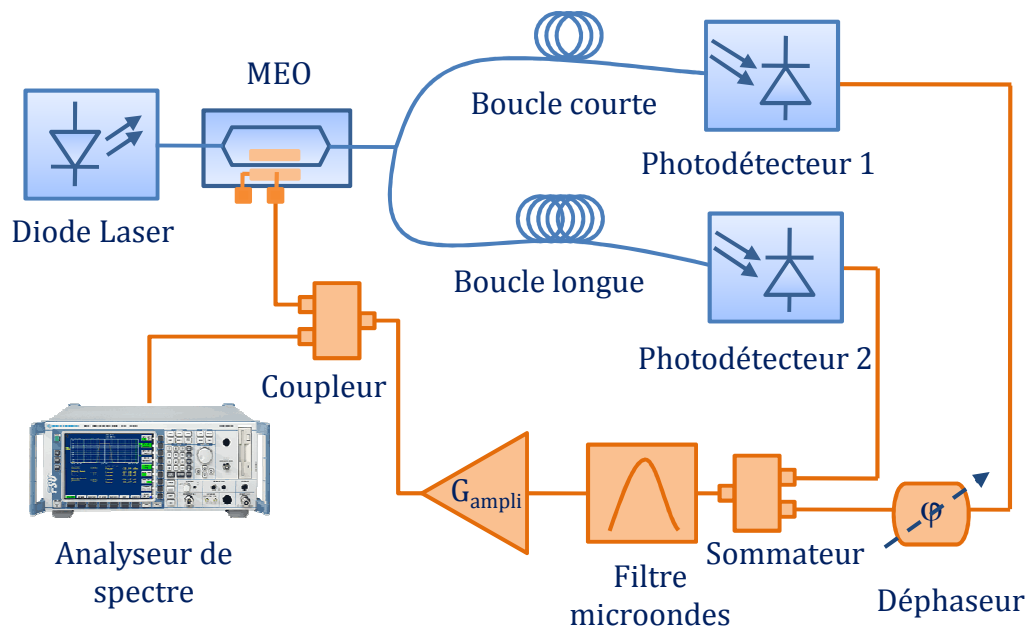 MEO
Boucle courte
Photodétecteur 1
Diode Laser
Boucle longue
Photodétecteur 2
Coupleur
Gampli
φ
Sommateur
Analyseur de
spectre
Filtre
microondes
Déphaseur